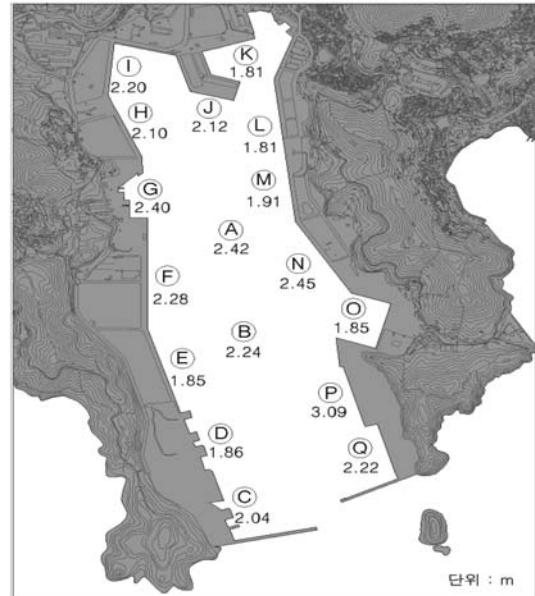 K
1.81
I
2.20
J
2.12
H
2.10
L
1.81
M
1.91
G
2.40
A
2.42
N
2.45
F
2.28
O
1.85
B
2.24
E
1.85
P
3.09
D
1.86
Q
2.22
C
2.04
단위 : m